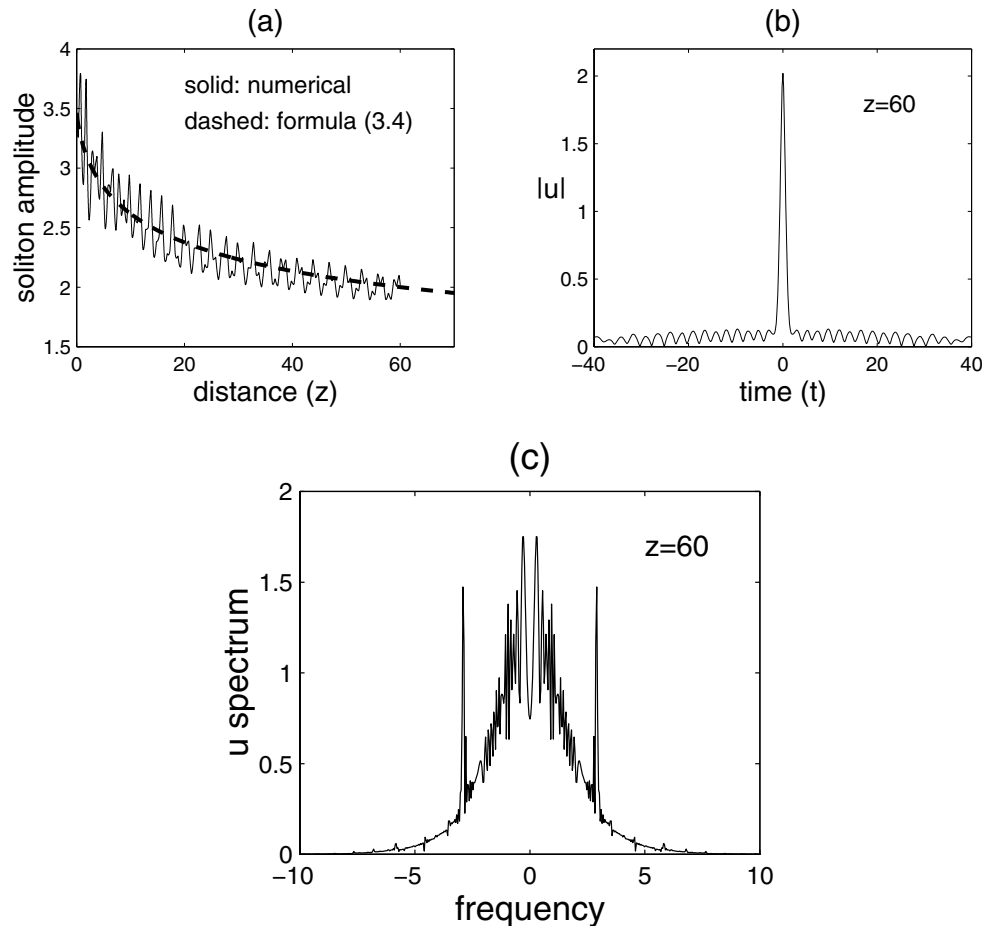 (a)
4
3.5
3
2.5
2
1.5
0
20
40
60
soliton amplitude
distance (z)
solid: numerical
dashed: formula (3.4)
(b)
2
1.5
1
0.5
0
−40
−20
0
20
40
|u|
time (t)
z=60
(c)
2
1.5
1
0.5
0
−10
−5
0
5
10
u spectrum
frequency
z=60